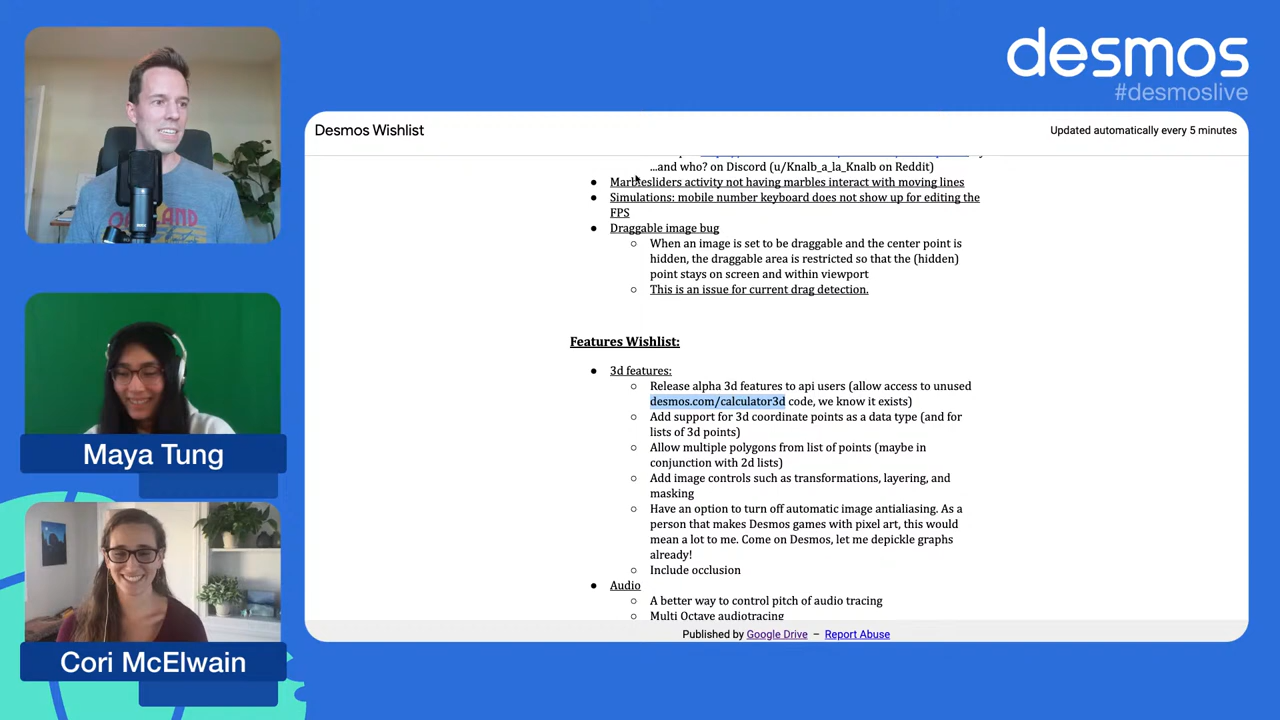 desmos
#desmoslive
Desmos Wishlist
Updated automatically every 5 minutes
...and who? on Discord (u/Knalb_a_la_Knalb on Reddit)
● Marblesliders activity not having marbles interact with moving lines
● Simulations: mobile number keyboard does not show up for editing the
FPS
● Draggable image bug
○ When an image is set to be draggable and the center point is
hidden, the draggable area is restricted so that the (hidden)
point stays on screen and within viewport
○ This is an issue for current drag detection.
Features Wishlist:
● 3d features:
○ Release alpha 3d features to api users (allow access to unused
desmos.com/calculator3d code, we know it exists)
○ Add support for 3d coordinate points as a data type (and for
lists of 3d points)
○ Allow multiple polygons from list of points (maybe in
conjunction with 2d lists)
○ Add image controls such as transformations, layering, and
masking
○ Have an option to turn off automatic image antialiasing. As a
person that makes Desmos games with pixel art, this would
mean a lot to me. Come on Desmos, let me depickle graphs
already!
○ Include occlusion
● Audio
○ A better way to control pitch of audio tracing
○ Multi Octave audiotracing
Published by Google Drive – Report Abuse
Maya Tung
Cori McElwain